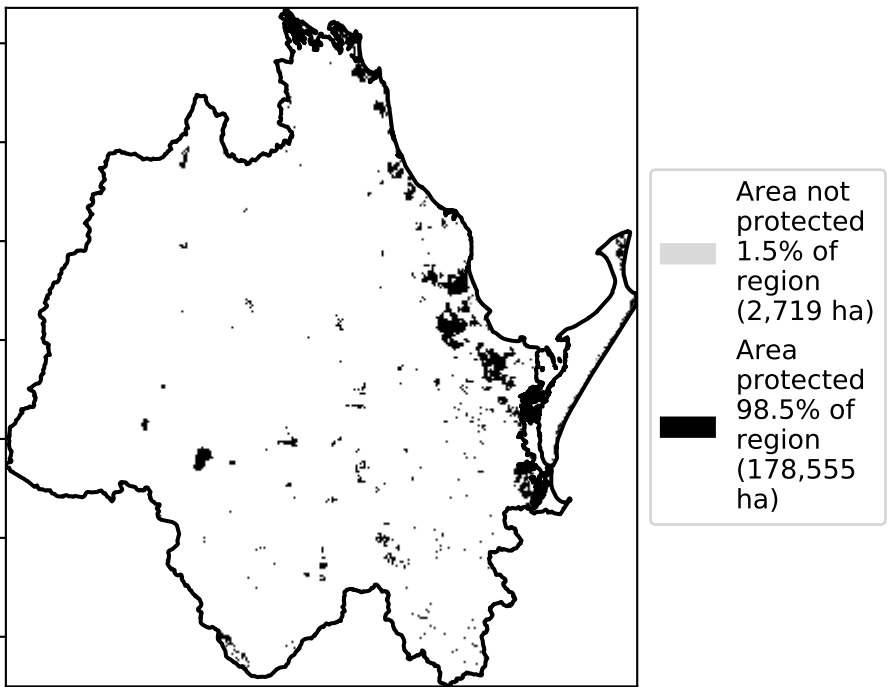 Area not
protected
1.5% of
region
(2,719 ha)
Area
protected
98.5% of
region
(178,555
ha)